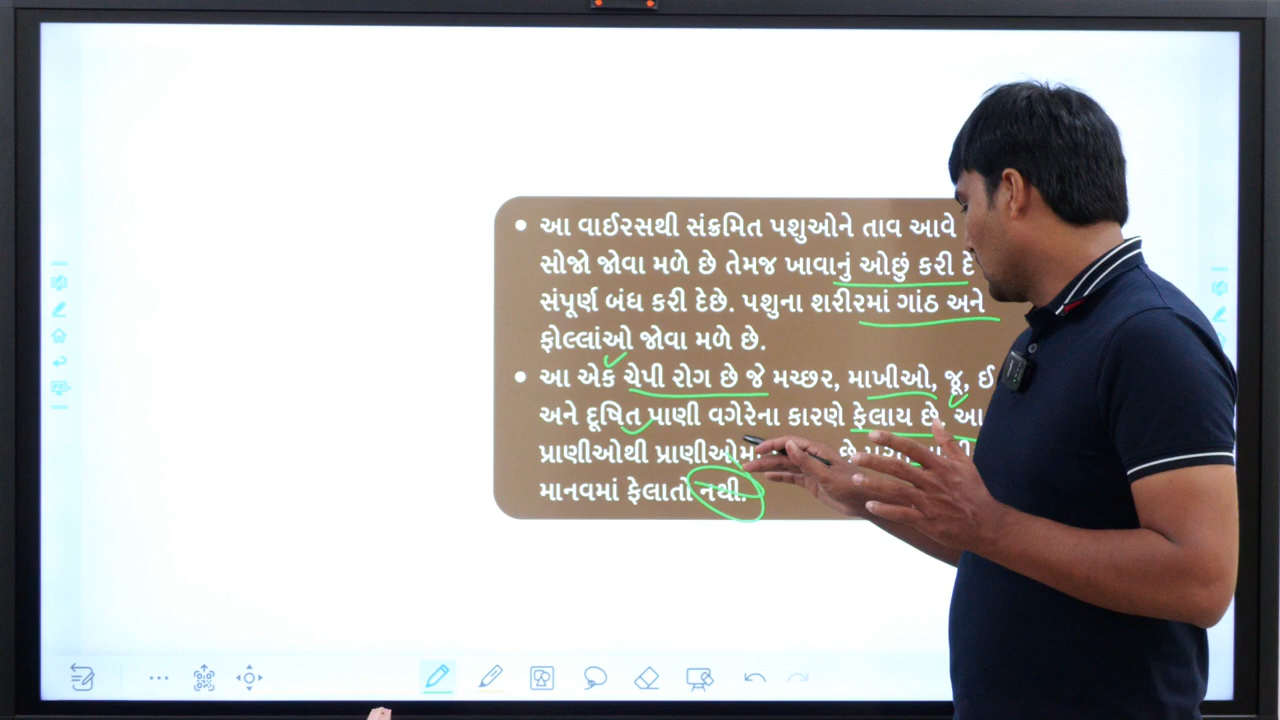 • આ વાઈરસથી સંક્રમિત પશુઓને તાવ આવે
સોજો જોવા મળે છે તેમજ ખાવાનું ઓછું કરી દે
સંપૂર્ણ બંધ કરી દેછે. પશુના શરીરમાં ગાંઠ અને
ફોલ્લાંઓ જોવા મળે છે.
• આ એક ચેપી રોગ છે જે મચ્છર, માખીઓ, જૂ,
અને દૂષિત પાણી વગેરેના કારણે ફેલાય છે. આ
પ્રાણીઓથી છે
માનવમાં ફેલાતો નથી.